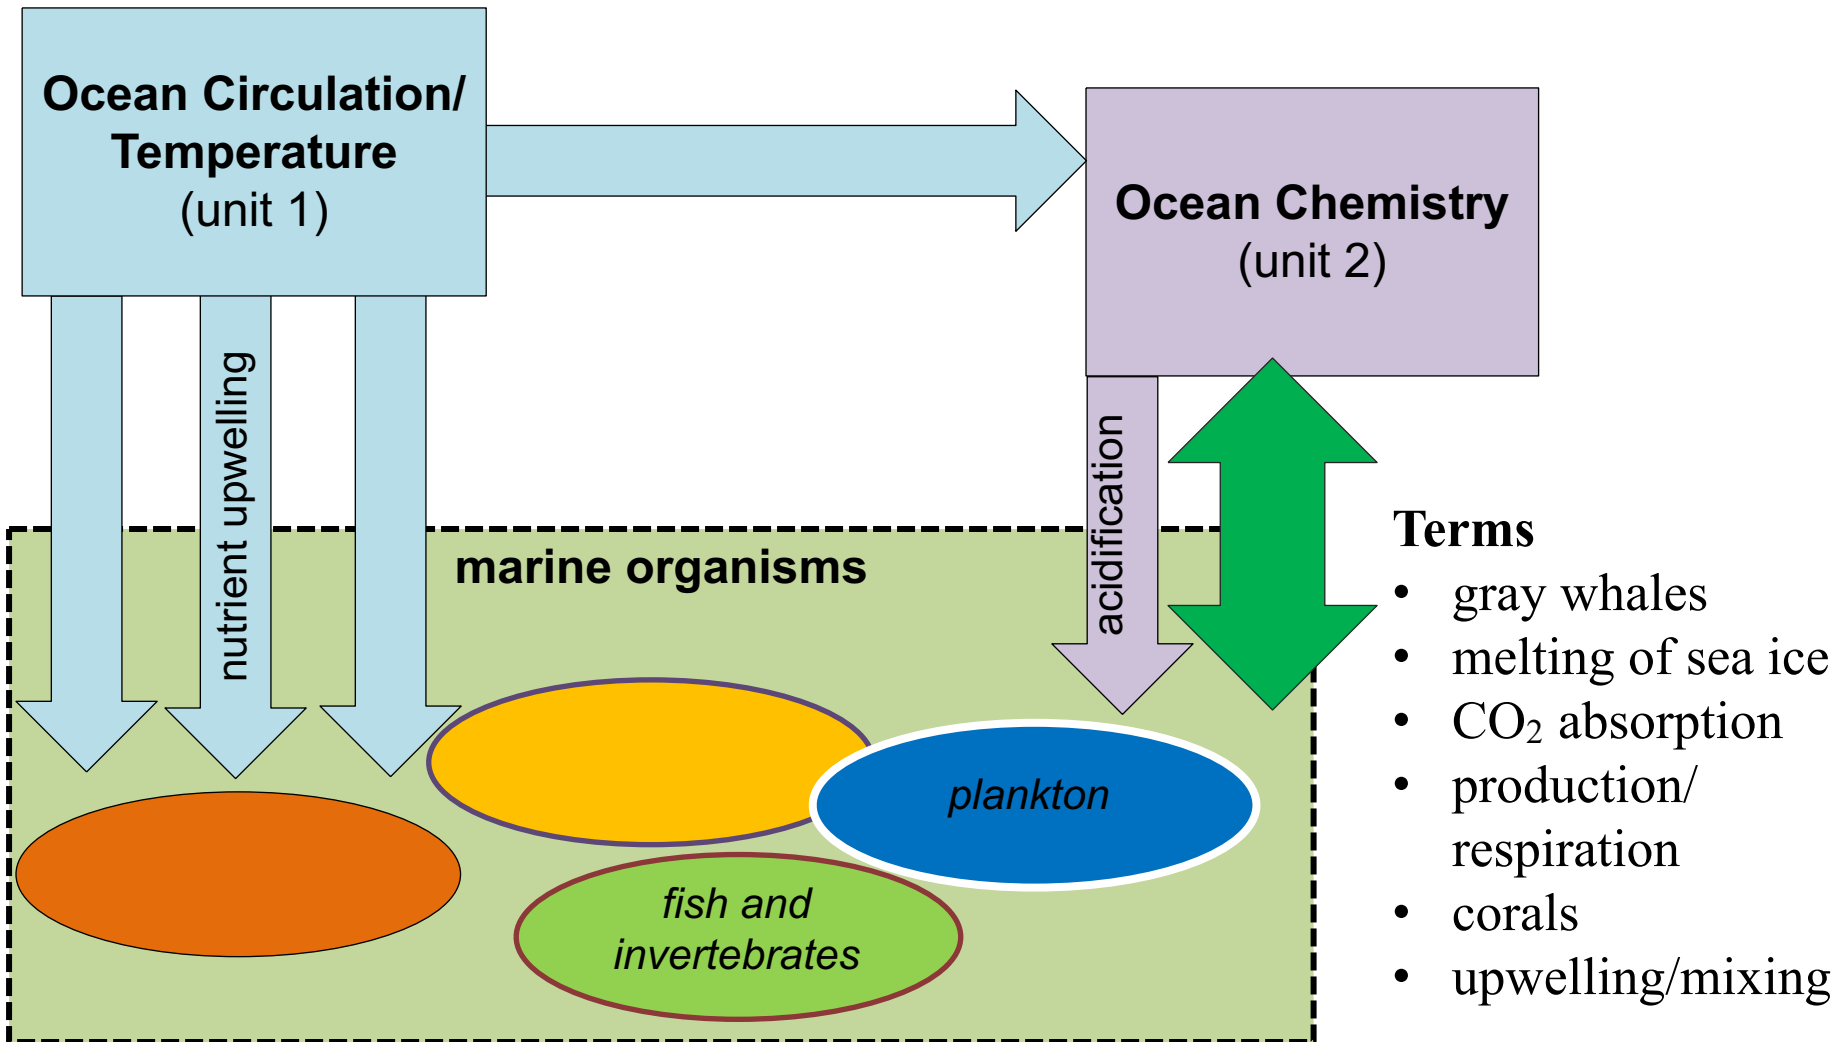 Ocean Circulation/
Temperature
(unit 1)
Ocean Chemistry
(unit 2)
nutrient upwelling
acidification
marine organisms
plankton
fish and
invertebrates
Terms
• gray whales
• melting of sea ice
• CO₂ absorption
• production/
respiration
• corals
• upwelling/mixing